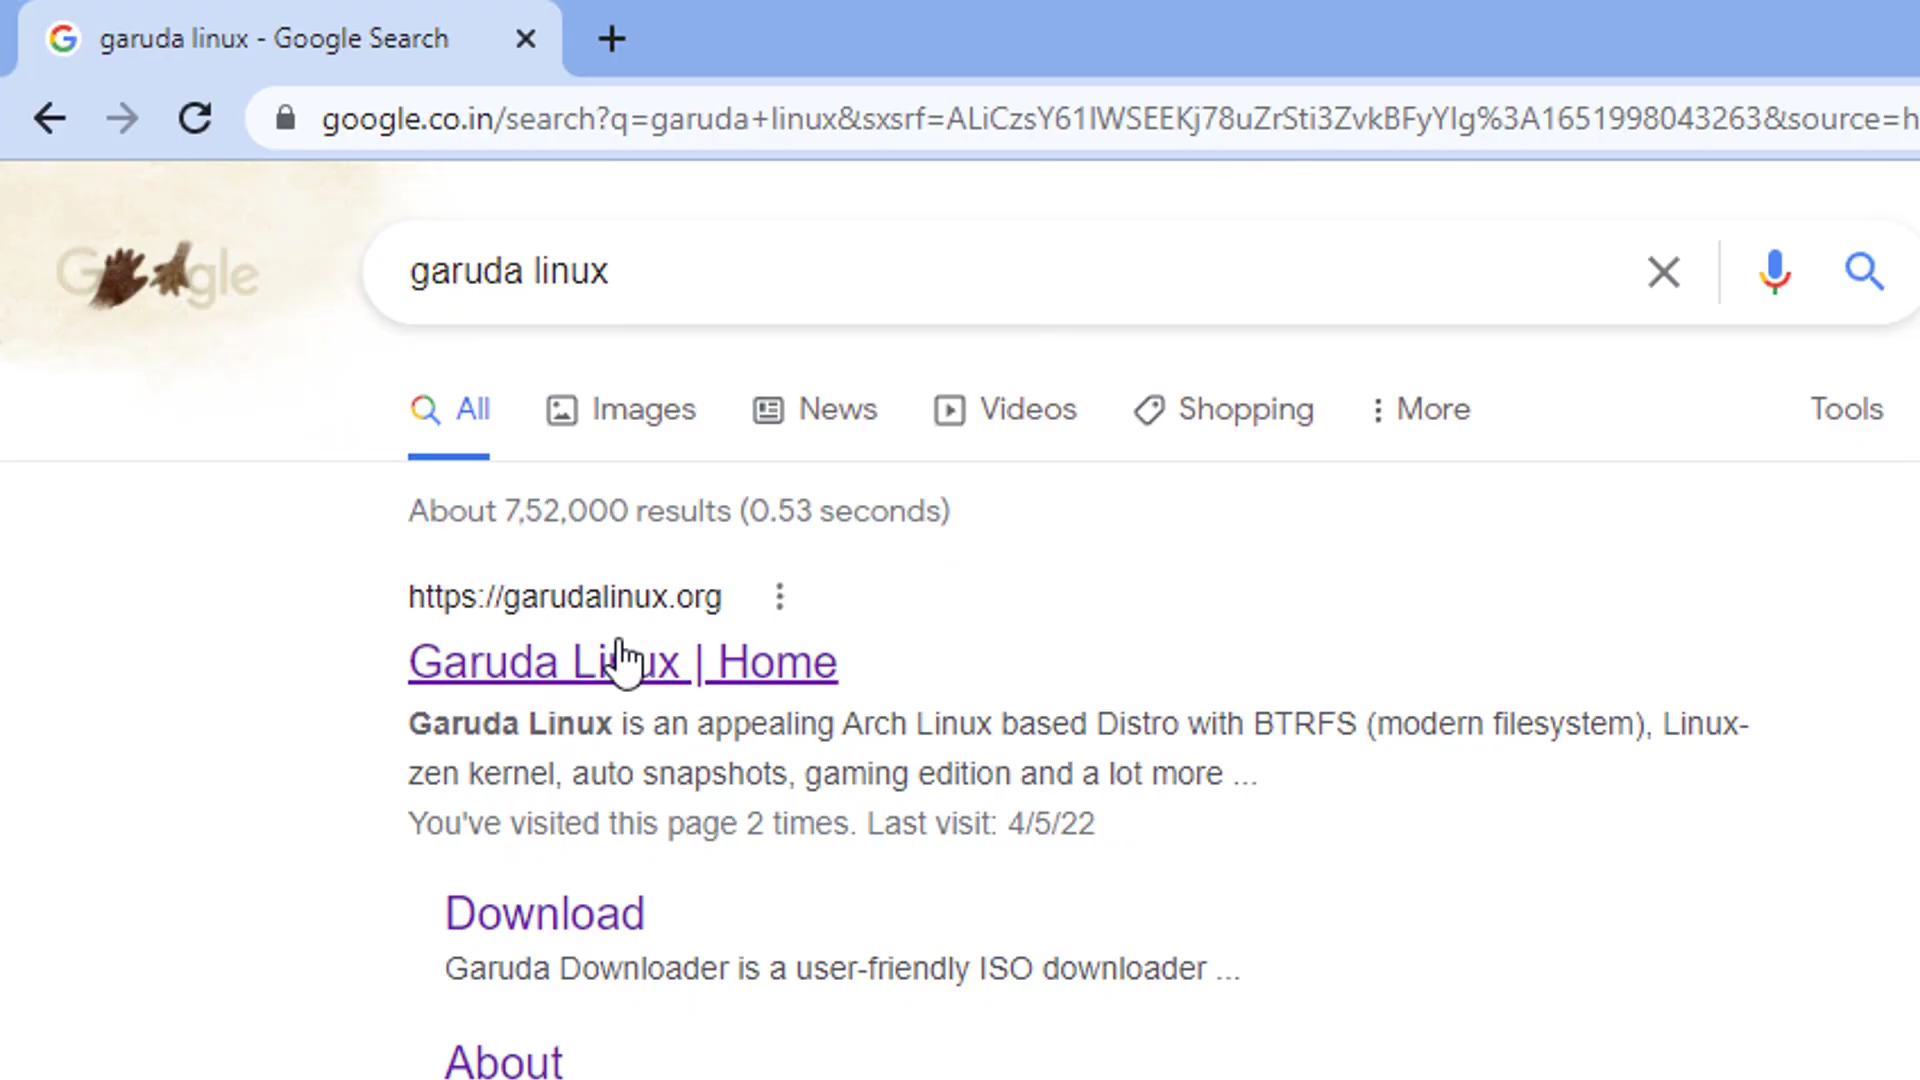 garuda linux - Google Search
google.co.in/search?q=garuda+linux&sxsrf=ALiCzsY61IWSEEKj78uZrSti3ZvkBFyYlg%3A1651998043263&source=h
Google
garuda linux
All Images News Videos Shopping More Tools
About 7,52,000 results (0.53 seconds)
https://garudalinux.org
Garuda Linux | Home
Garuda Linux is an appealing Arch Linux based Distro with BTRFS (modern filesystem), Linux-
zen kernel, auto snapshots, gaming edition and a lot more ...
You've visited this page 2 times. Last visit: 4/5/22
Download
Garuda Downloader is a user-friendly ISO downloader ...
About